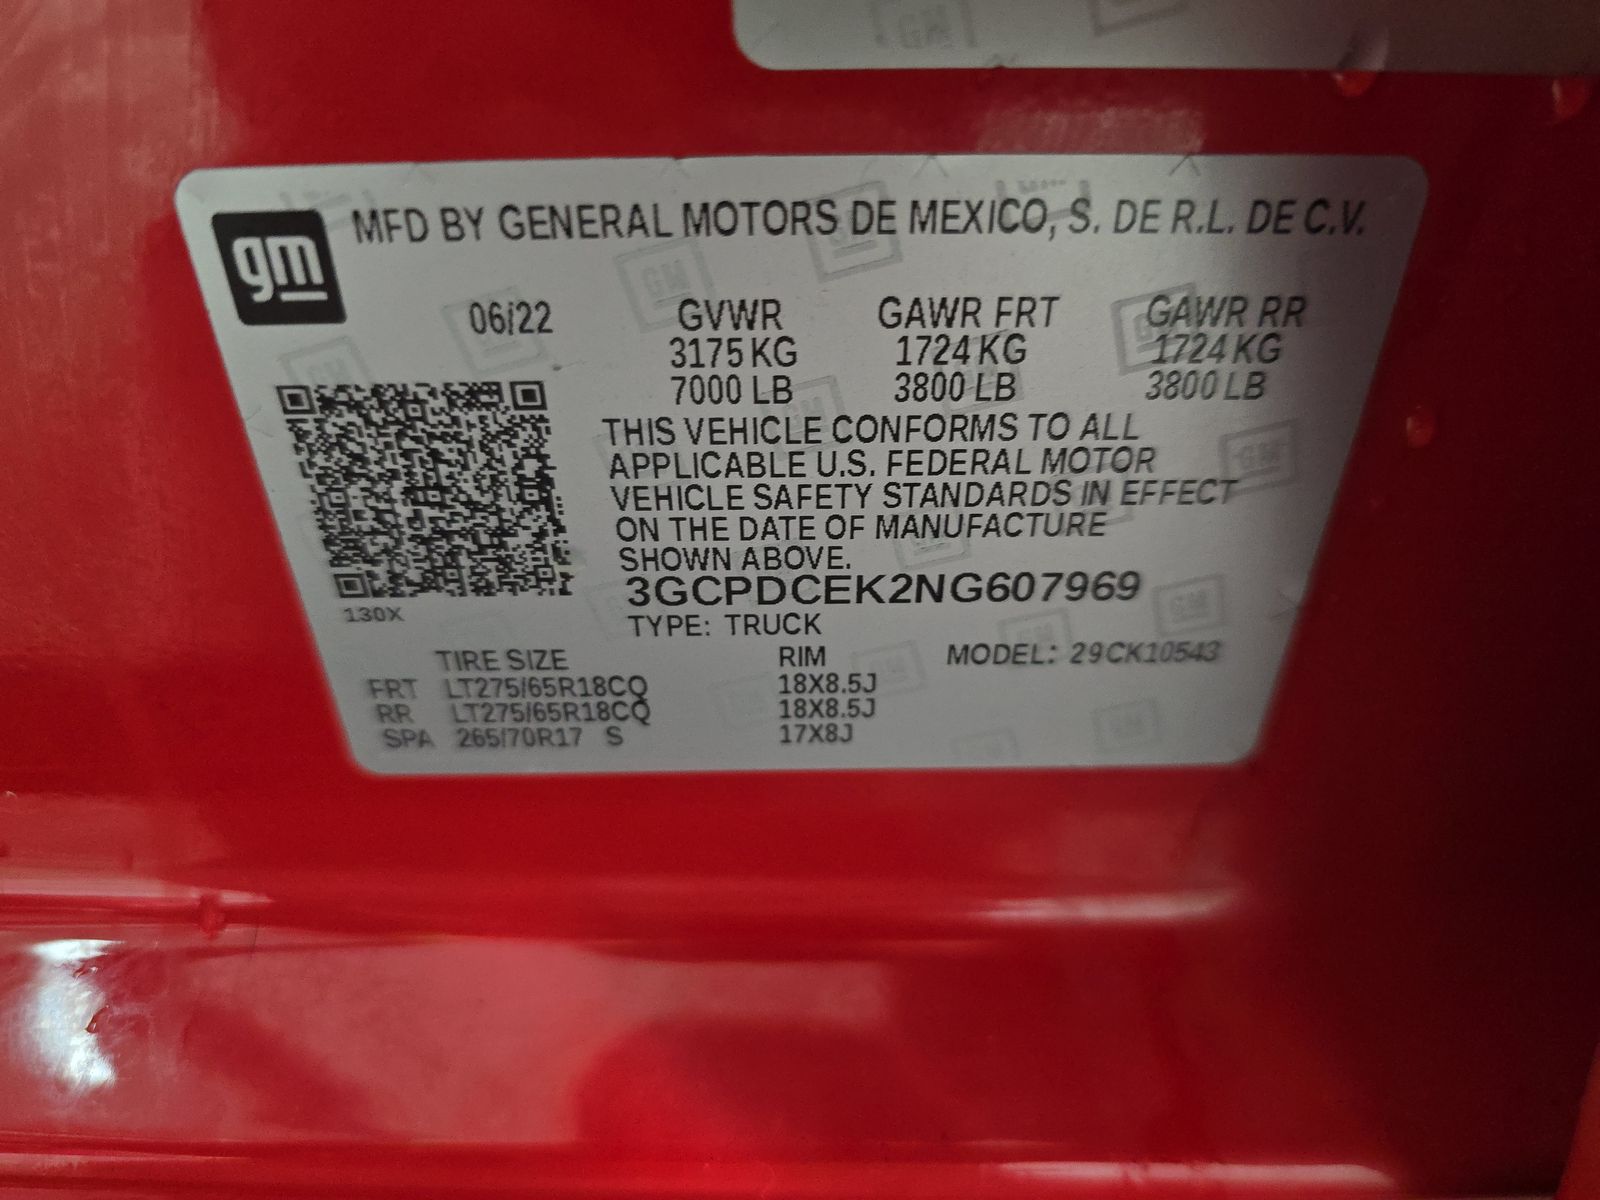 gm
MFD BY GENERAL MOTORS DE MEXICO, S. DE R.L. DE C.V.
06/22 GVWR GAWR FRT GAWR RR
3175 KG 1724 KG 1724 KG
7000 LB 3800 LB 3800 LB
THIS VEHICLE CONFORMS TO ALL
APPLICABLE U.S. FEDERAL MOTOR
VEHICLE SAFETY STANDARDS IN EFFECT
ON THE DATE OF MANUFACTURE
SHOWN ABOVE.
3GCPDCEK2NG607969
130X
TYPE: TRUCK
TIRE SIZE RIM MODEL: 29CK10543
FRT LT275/65R18CQ 18X8.5J
RR LT275/65R18CQ 18X8.5J
SPA 265/70R17 S 17X8J